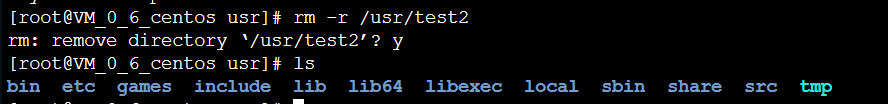 [root@VM_0_6_centos usr]# rm -r /usr/test2
rm: remove directory ‘/usr/test2’? y
[root@VM_0_6_centos usr]# ls
bin etc games include lib lib64 libexec local sbin share src tmp